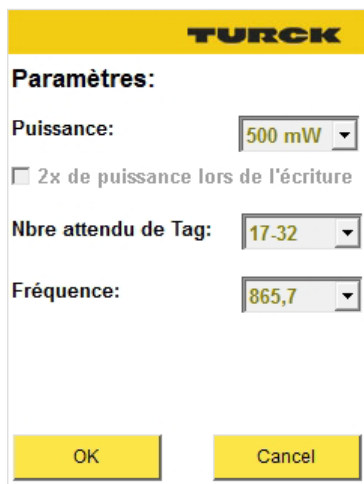 TURCK
Paramètres:
Puissance:
500 mW
2x de puissance lors de l'écriture
Nbre attendu de Tag:
17-32
Fréquence:
865,7
OK
Cancel